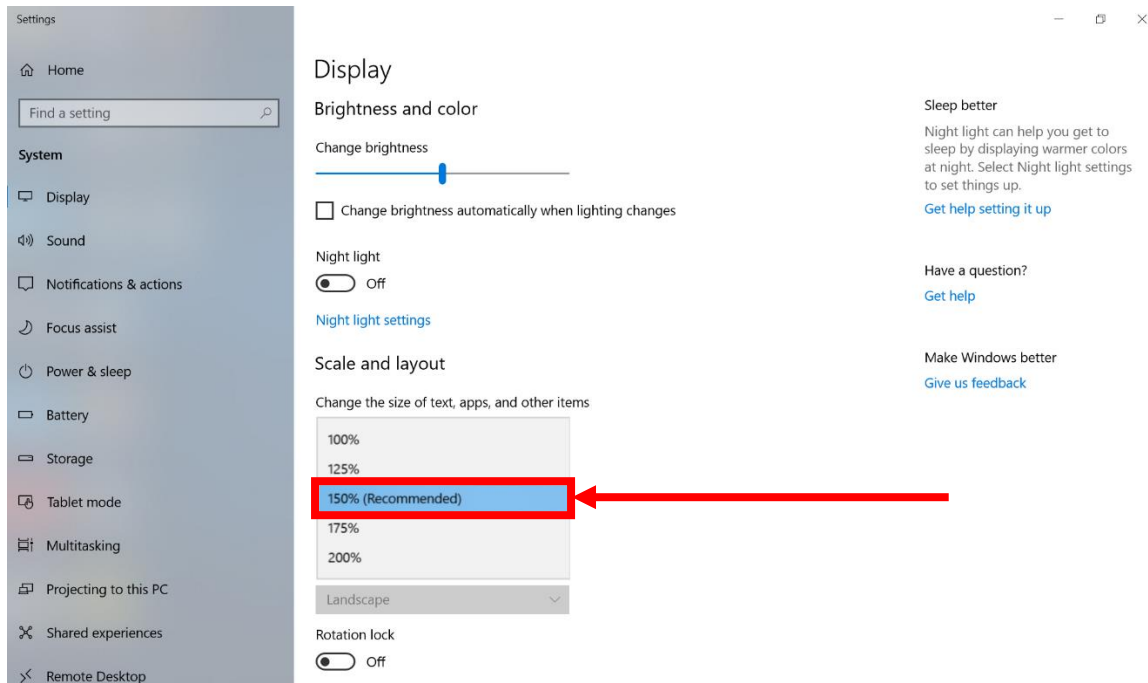 Settings
Home
Find a setting
System
Display
Sound
Notifications & actions
Focus assist
Power & sleep
Battery
Storage
Tablet mode
Multitasking
Projecting to this PC
Shared experiences
Remote Desktop
Display
Brightness and color
Change brightness
Change brightness automatically when lighting changes
Night light
Off
Night light settings
Scale and layout
Change the size of text, apps, and other items
100%
125%
150% (Recommended)
175%
200%
Landscape
Rotation lock
Off
Sleep better
Night light can help you get to
sleep by displaying warmer colors
at night. Select Night light settings
to set things up.
Get help setting it up
Have a question?
Get help
Make Windows better
Give us feedback